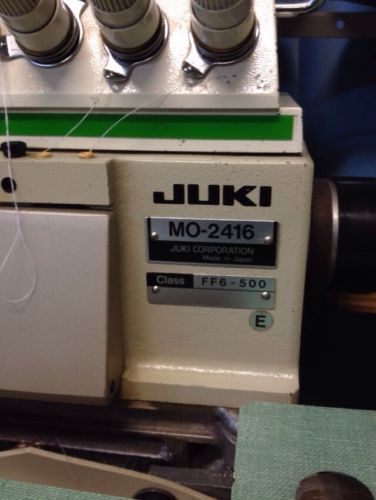 JUKI
MO-2416
JUKI CORPORATION
Made in Japan
Class FF6-500
E